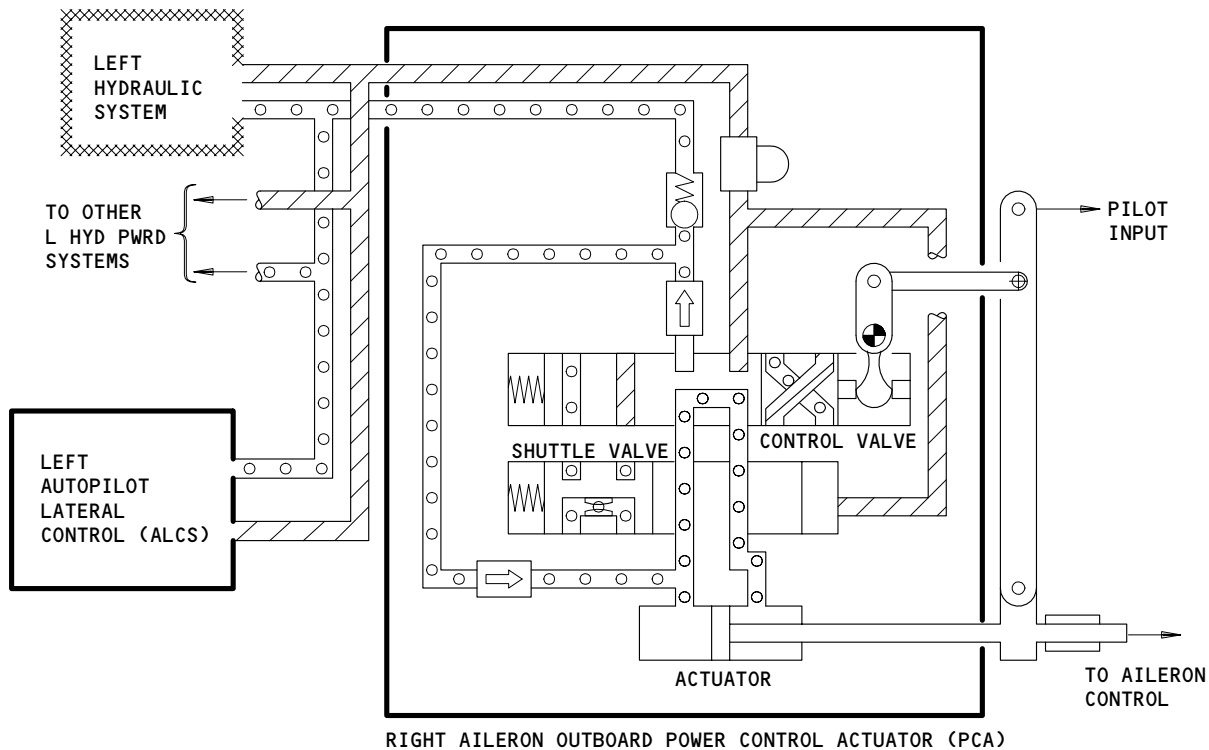 LEFT
HYDRAULIC
SYSTEM
TO OTHER
L HYD PWRD
SYSTEMS
PILOT
INPUT
SHUTTLE VALVE
CONTROL VALVE
LEFT
AUTOPILOT
LATERAL
CONTROL (ALCS)
ACTUATOR
TO AILERON
CONTROL
RIGHT AILERON OUTBOARD POWER CONTROL ACTUATOR (PCA)